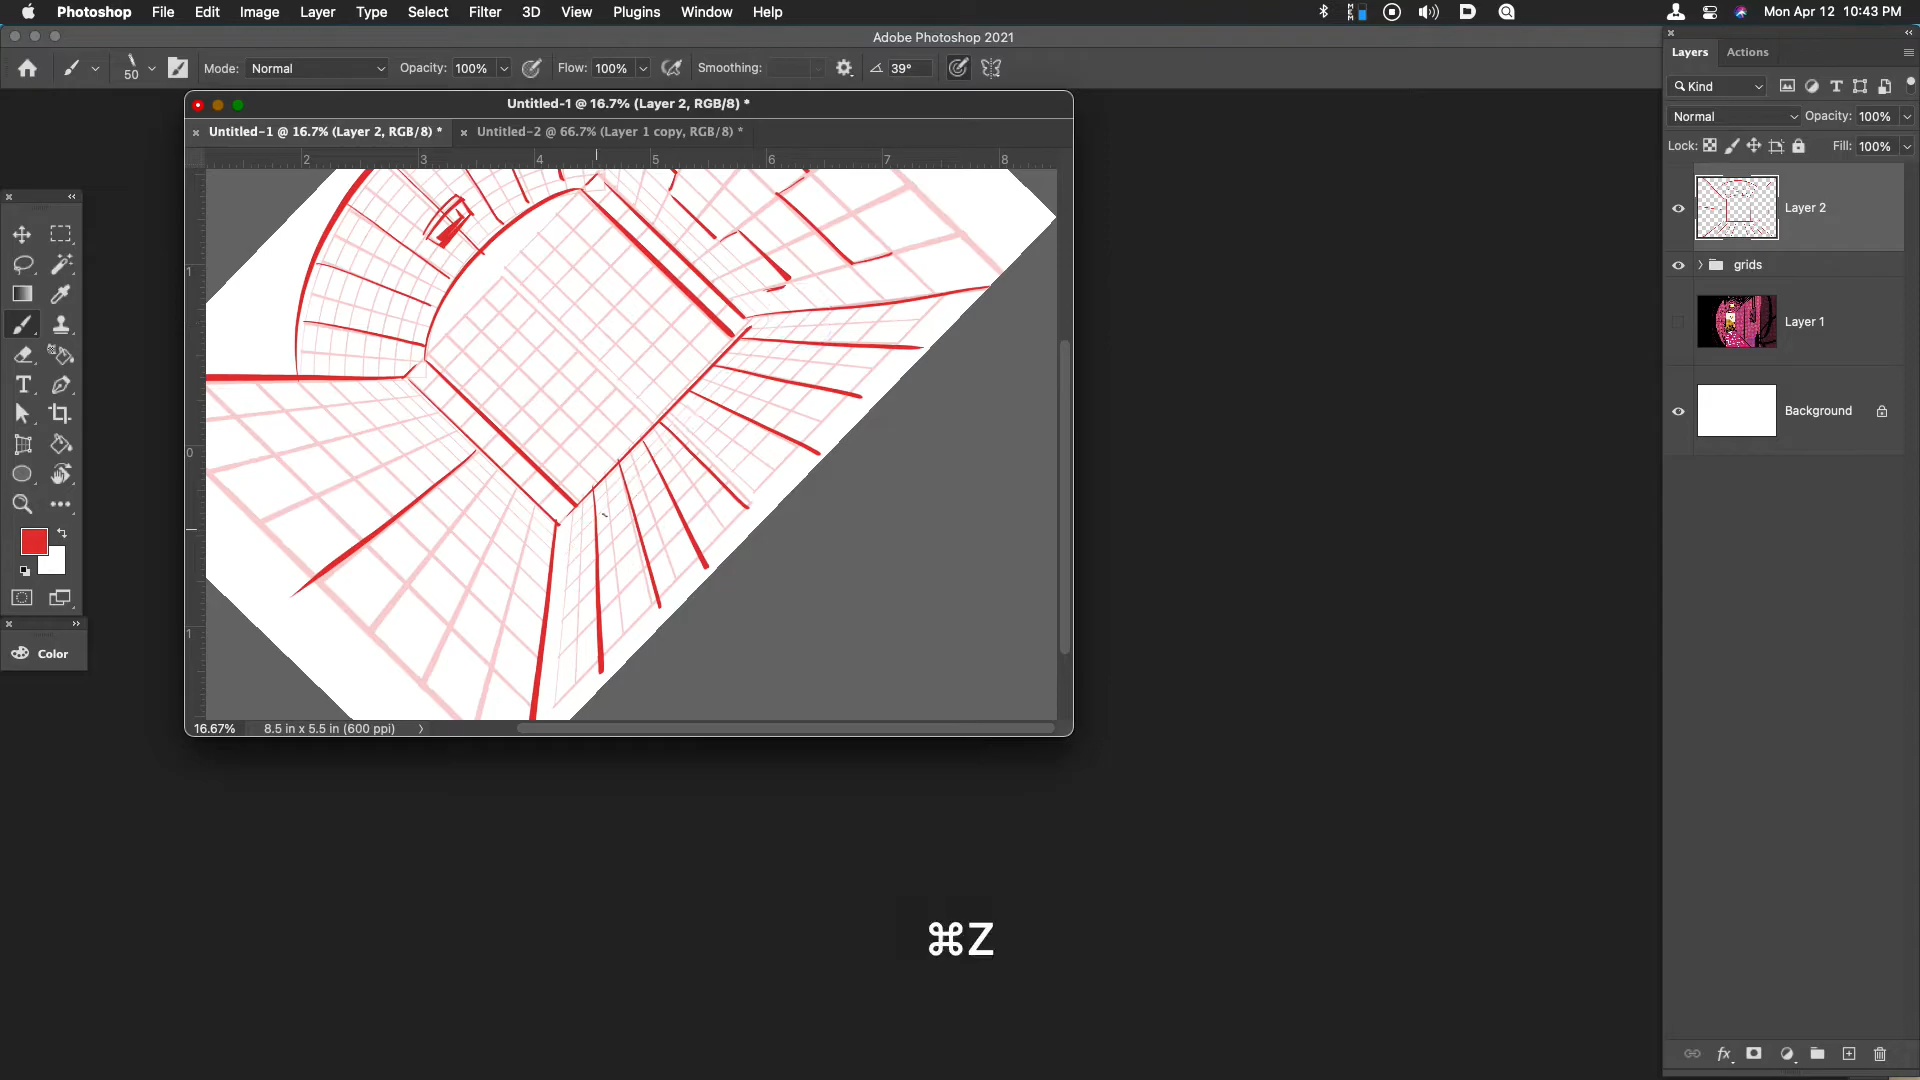 Photoshop File Edit Image Layer Type Select Filter 3D View Plugins Window Help Mon Apr 12 10:43 PM
Adobe Photoshop 2021
50 Mode: Normal Opacity: 100% Flow: 100% Smoothing: 39°
Untitled-1 @ 16.7% (Layer 2, RGB/8) *
Untitled-1 @ 16.7% (Layer 2, RGB/8) * Untitled-2 @ 66.7% (Layer 1 copy, RGB/8) *
2 3 4 5 6 7 8
1
0
1
16.67% 8.5 in x 5.5 in (600 ppi)
Color
Layers Actions
Kind
Normal Opacity: 100%
Lock: Fill: 100%
Layer 2
grids
Layer 1
Background
fx
⌘Z